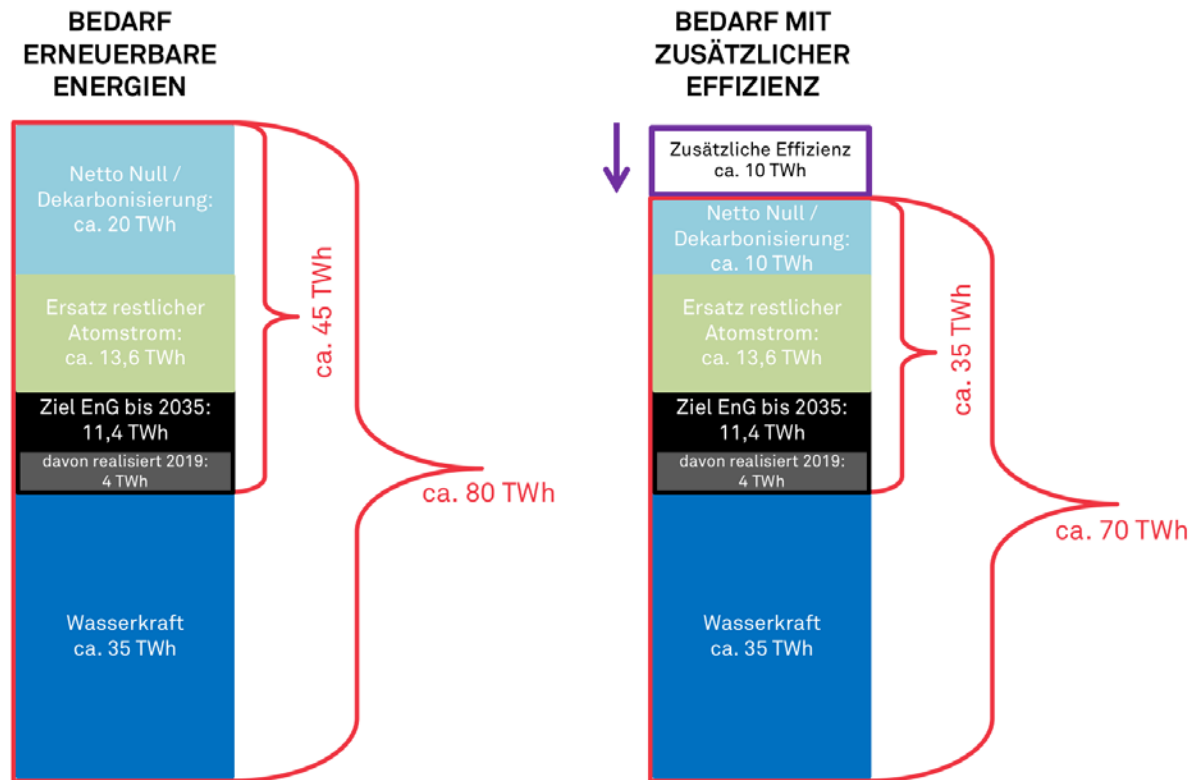 BEDARF
ERNEUERBARE
ENERGIEN
Netto Null /
Dekarbonisierung:
ca. 20 TWh
Ersatz restlicher
Atomstrom:
ca. 13,6 TWh
Ziel EnG bis 2035:
11,4 TWh
davon realisiert 2019:
4 TWh
Wasserkraft
ca. 35 TWh
ca. 45 TWh
ca. 80 TWh
BEDARF MIT
ZUSÄTZLICHER
EFFIZIENZ
Zusätzliche Effizienz
ca. 10 TWh
Netto Null /
Dekarbonisierung:
ca. 10 TWh
Ersatz restlicher
Atomstrom:
ca. 13,6 TWh
Ziel EnG bis 2035:
11,4 TWh
davon realisiert 2019:
4 TWh
Wasserkraft
ca. 35 TWh
ca. 35 TWh
ca. 70 TWh